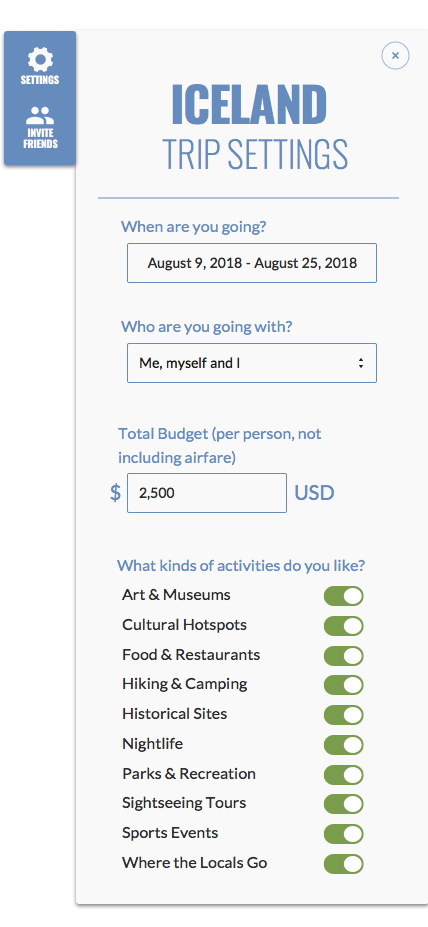 SETTINGS
INVITE
FRIENDS
×
ICELAND
TRIP SETTINGS
When are you going?
August 9, 2018 - August 25, 2018
Who are you going with?
Me, myself and I
Total Budget (per person, not
including airfare)
$ 2,500 USD
What kinds of activities do you like?
Art & Museums
Cultural Hotspots
Food & Restaurants
Hiking & Camping
Historical Sites
Nightlife
Parks & Recreation
Sightseeing Tours
Sports Events
Where the Locals Go